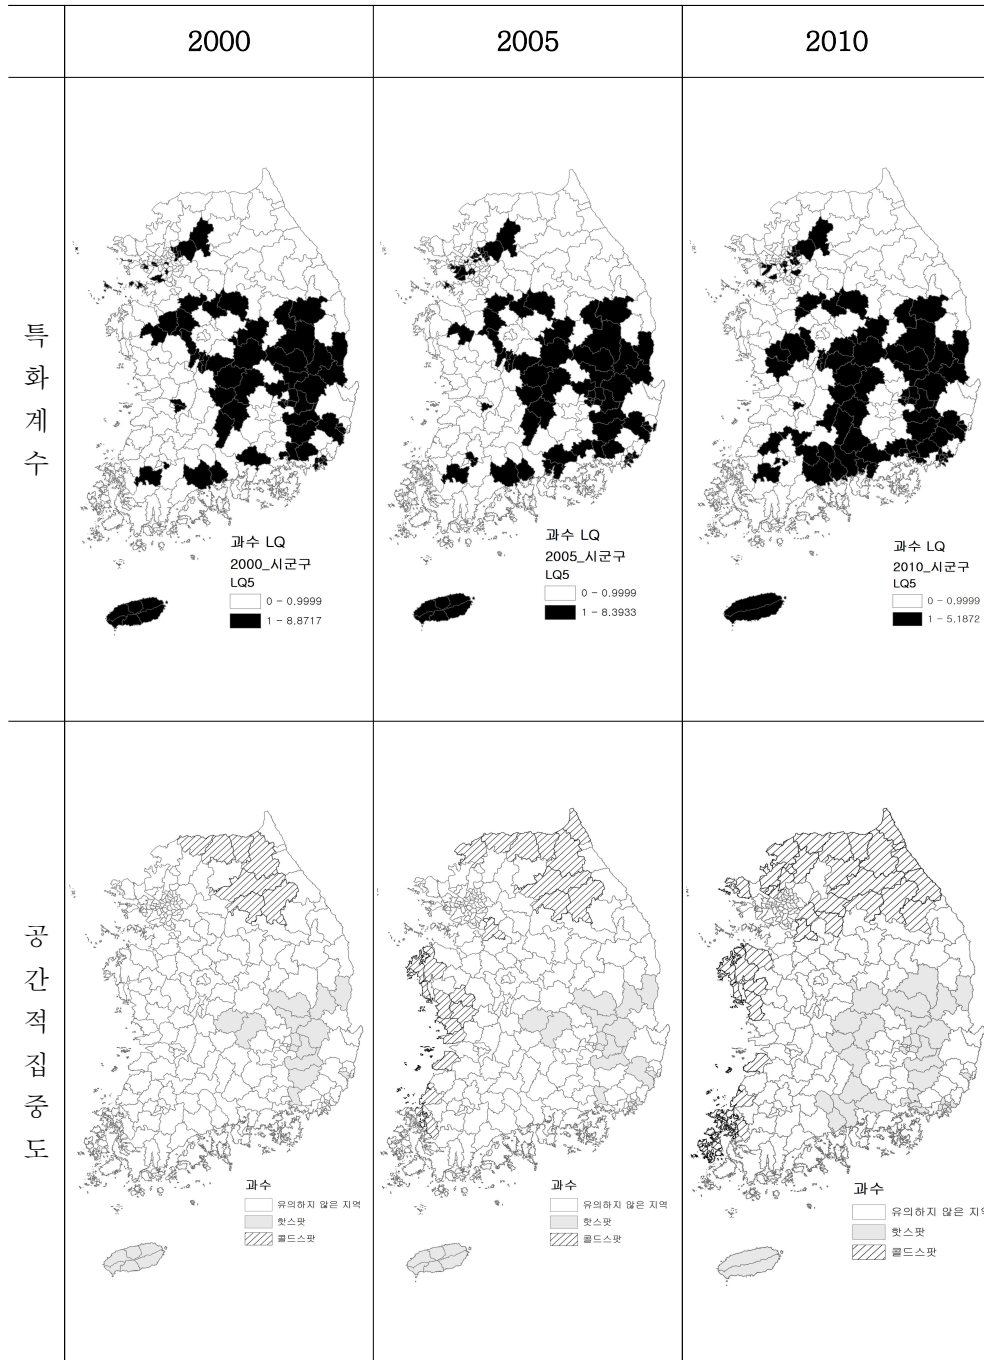 2000
2005
2010
특화계수
과수 LQ
2000_시군구
LQ5
0 - 0.9999
1 - 8.8717
과수 LQ
2005_시군구
LQ5
0 - 0.9999
1 - 8.3933
과수 LQ
2010_시군구
LQ5
0 - 0.9999
1 - 5.1872
공간적집중도
과수
유의하지 않은 지역
핫스팟
콜드스팟
과수
유의하지 않은 지역
핫스팟
콜드스팟
과수
유의하지 않은 지역
핫스팟
콜드스팟